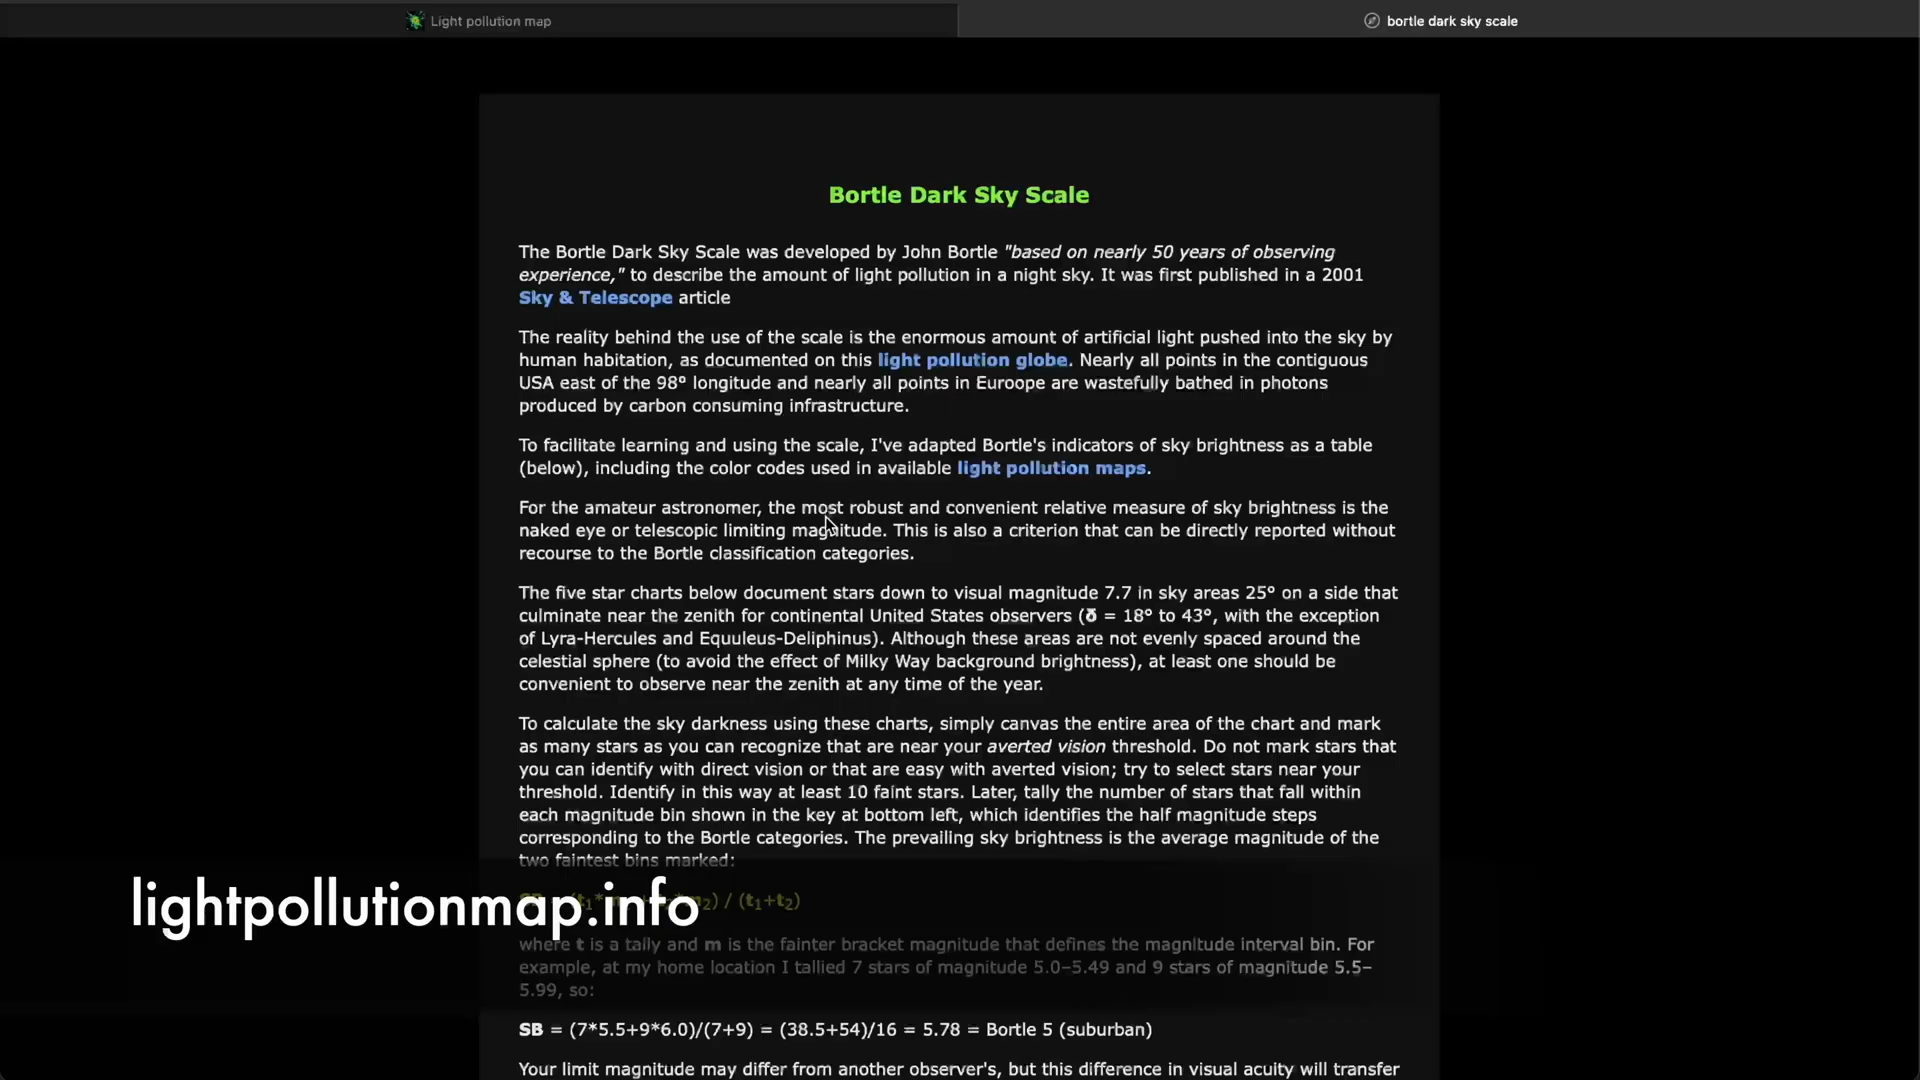 Light pollution map
bortle dark sky scale
Bortle Dark Sky Scale
The Bortle Dark Sky Scale was developed by John Bortle "based on nearly 50 years of observing
experience," to describe the amount of light pollution in a night sky. It was first published in a 2001
Sky & Telescope article
The reality behind the use of the scale is the enormous amount of artificial light pushed into the sky by
human habitation, as documented on this light pollution globe. Nearly all points in the contiguous
USA east of the 98° longitude and nearly all points in Euroope are wastefully bathed in photons
produced by carbon consuming infrastructure.
To facilitate learning and using the scale, I've adapted Bortle's indicators of sky brightness as a table
(below), including the color codes used in available light pollution maps.
For the amateur astronomer, the most robust and convenient relative measure of sky brightness is the
naked eye or telescopic limiting magnitude. This is also a criterion that can be directly reported without
recourse to the Bortle classification categories.
The five star charts below document stars down to visual magnitude 7.7 in sky areas 25° on a side that
culminate near the zenith for continental United States observers (δ = 18° to 43°, with the exception
of Lyra-Hercules and Equuleus-Deliphinus). Although these areas are not evenly spaced around the
celestial sphere (to avoid the effect of Milky Way background brightness), at least one should be
convenient to observe near the zenith at any time of the year.
To calculate the sky darkness using these charts, simply canvas the entire area of the chart and mark
as many stars as you can recognize that are near your averted vision threshold. Do not mark stars that
you can identify with direct vision or that are easy with averted vision; try to select stars near your
threshold. Identify in this way at least 10 faint stars. Later, tally the number of stars that fall within
each magnitude bin shown in the key at bottom left, which identifies the half magnitude steps
corresponding to the Bortle categories. The prevailing sky brightness is the average magnitude of the
two faintest bins marked:
2) / (t1+t2)
lightpollutionmap.info
where t is a tally and m is the fainter bracket magnitude that defines the magnitude interval bin. For
example, at my home location I tallied 7 stars of magnitude 5.0–5.49 and 9 stars of magnitude 5.5–
5.99, so:
SB = (7*5.5+9*6.0)/(7+9) = (38.5+54)/16 = 5.78 = Bortle 5 (suburban)
Your limit magnitude may differ from another observer's, but this difference in visual acuity will transfer